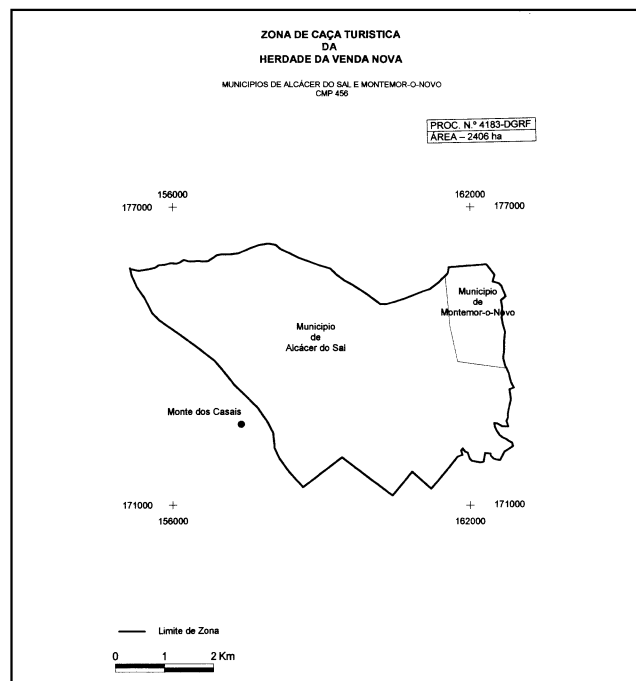 ZONA DE CAÇA TURISTICA
DA
HERDADE DA VENDA NOVA
MUNICIPIOS DE ALCÁCER DO SAL E MONTEMOR-O-NOVO
CMP 456
PROC. N.º 4183-DGRF
ÁREA – 2406 ha
156000
162000
177000
177000
Municipio
de
Montemor-o-Novo
Municipio
de
Alcácer do Sal
Monte dos Casais
171000
171000
156000
162000
Limite de Zona
0 1 2 Km